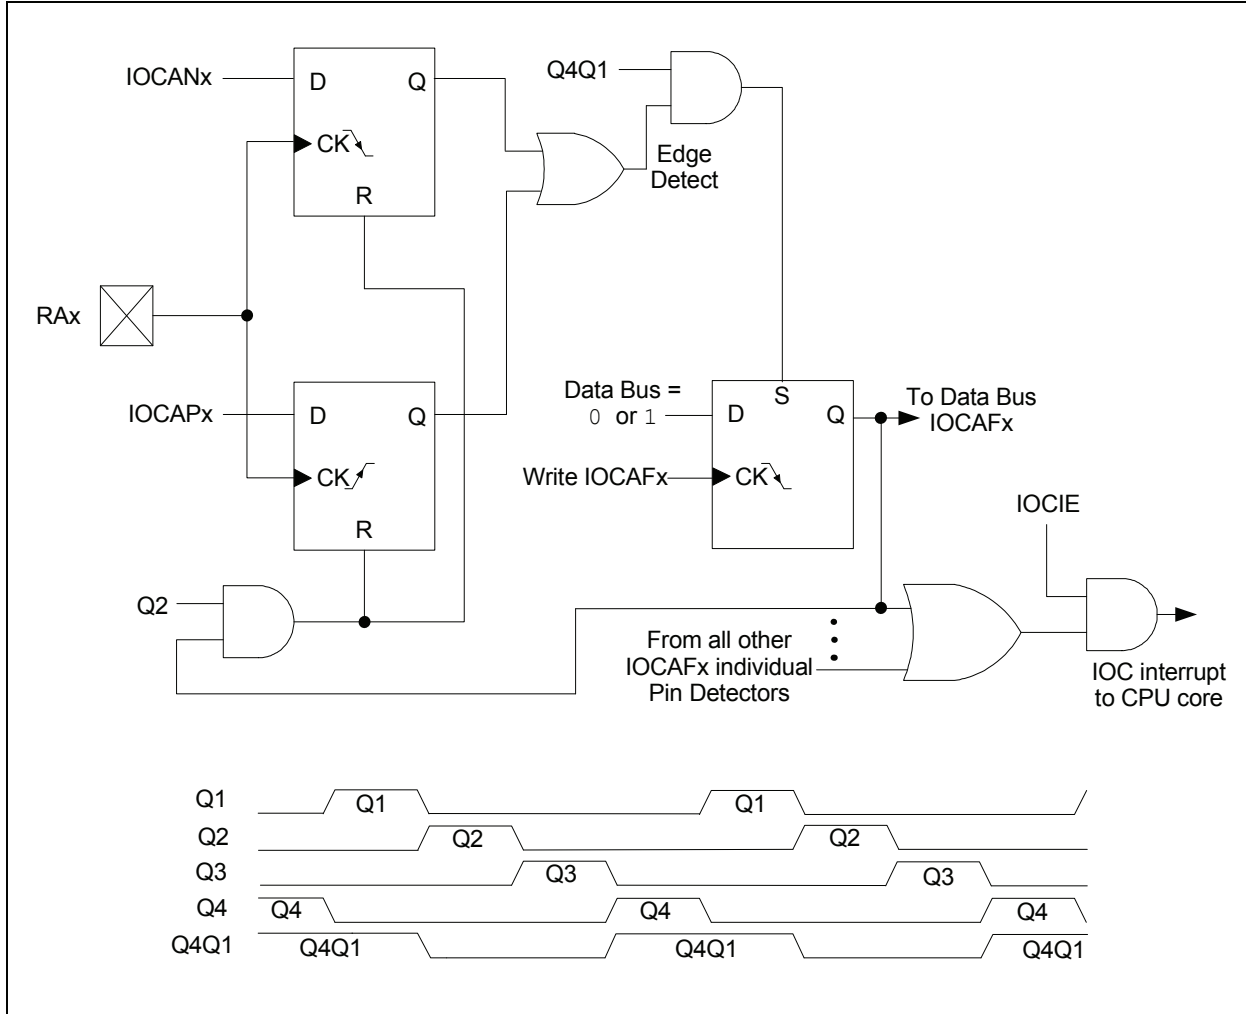 IOCANx
D
Q
CK
R
Q4Q1
Edge
Detect
RAx
IOCAPx
D
Q
CK
R
Data Bus =
0 or 1
S
D
Q
To Data Bus
IOCAFx
Write IOCAFx
CK
IOCIE
Q2
From all other
IOCAFx individual
Pin Detectors
IOC interrupt
to CPU core
Q1 Q1 Q1
Q2 Q2 Q2
Q3 Q3 Q3
Q4 Q4 Q4 Q4
Q4Q1 Q4Q1 Q4Q1 Q4Q1